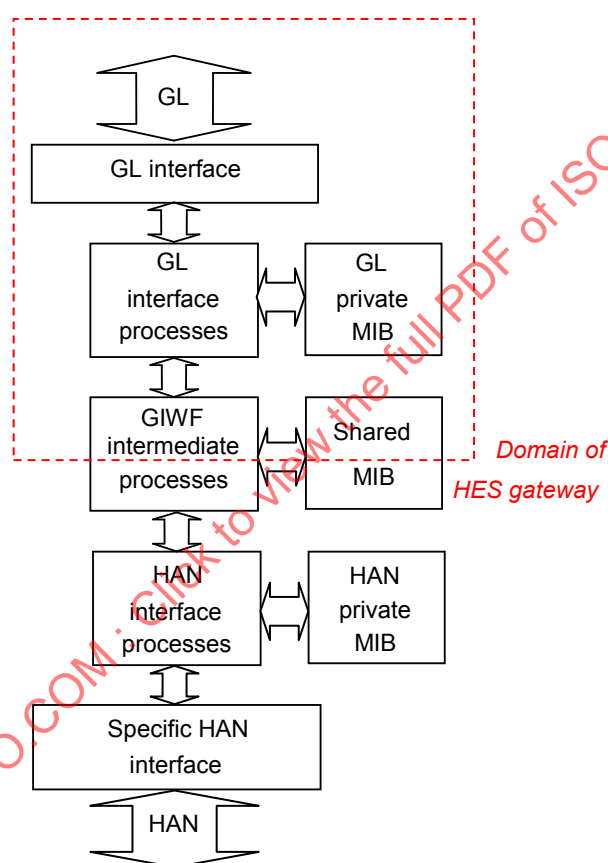 GL
GL interface
GL
interface
processes
GL
private
MIB
GIWF
intermediate
processes
Shared
MIB
Domain of
HES gateway
HAN
interface
processes
HAN
private
MIB
Specific HAN
interface
HAN
O.COM : Click to view the full PDF of ISO